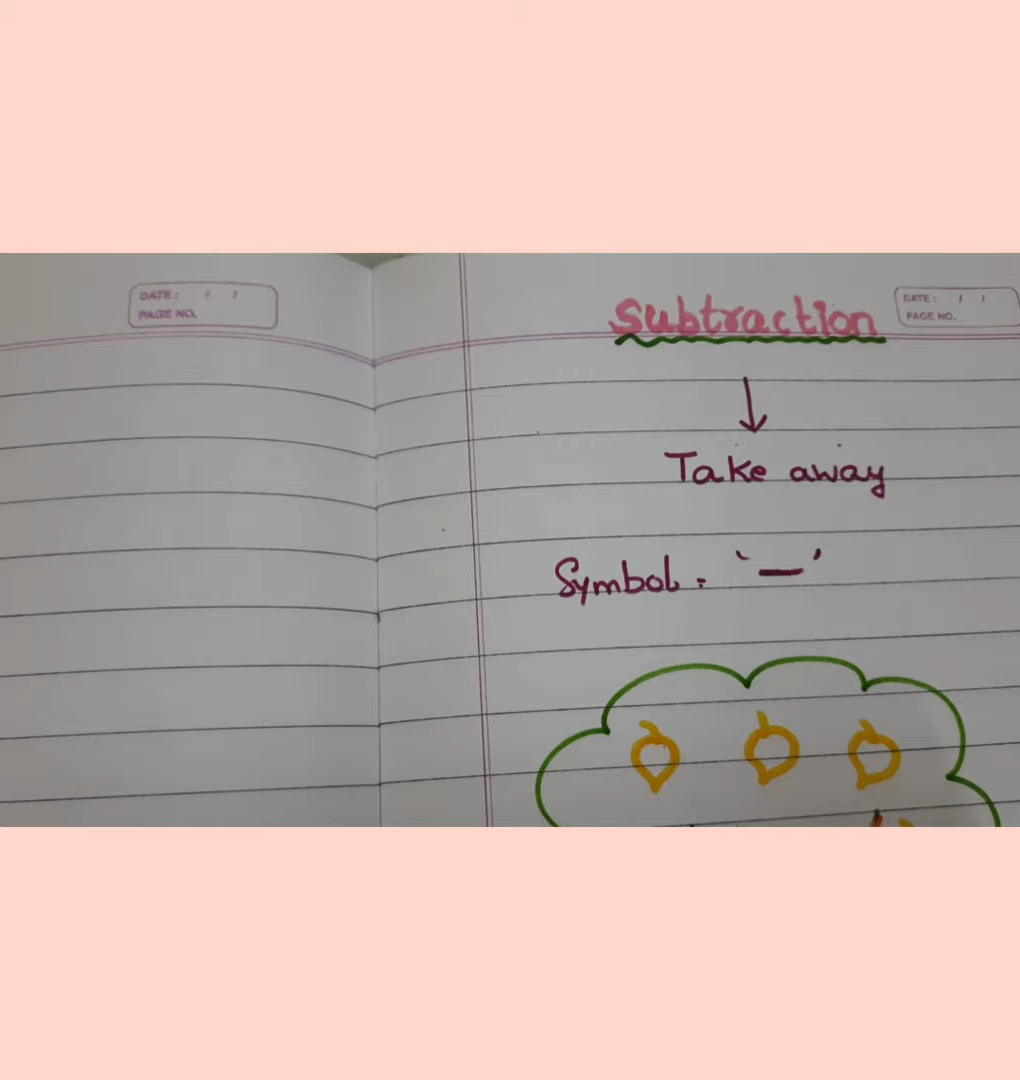 DATE: / /
PAGE NO.
Subtraction
DATE: / /
PAGE NO.
↓
Take away
Symbol = '—'